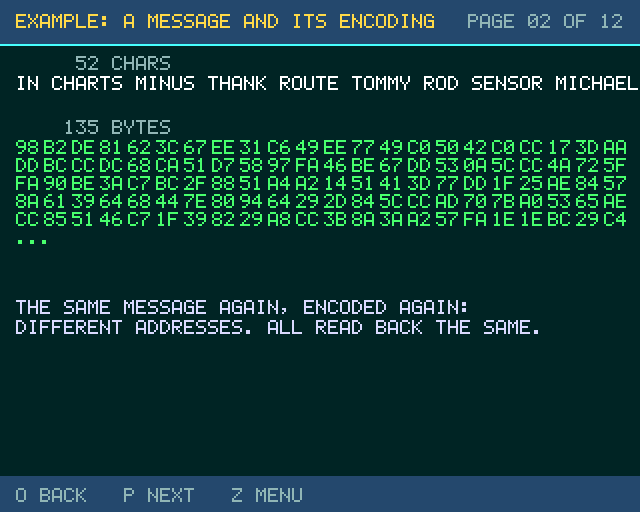 EXAMPLE: A MESSAGE AND ITS ENCODING PAGE 02 OF 12
52 CHARS
IN CHARTS MINUS THANK ROUTE TOMMY ROD SENSOR MICHAEL
135 BYTES
98 B2 DE 81 62 3C 67 EE 31 C6 49 EE 77 49 C0 50 42 C0 CC 17 3D AA
DD BC CC DC 68 CA 51 D7 58 97 FA 46 BE 67 DD 53 0A 5C CC 4A 72 5F
FA 90 BE 3A C7 BC 2F 88 51 A4 A2 14 51 41 3D 77 DD 1F 25 AE 84 57
8A 61 39 64 68 44 7E 80 94 64 29 2D 84 5C CC AD 70 7B A0 53 65 AE
CC 85 51 46 C7 1F 39 82 29 A8 CC 3B 8A 3A A2 57 FA 1E 1E BC 29 C4
...
THE SAME MESSAGE AGAIN, ENCODED AGAIN:
DIFFERENT ADDRESSES. ALL READ BACK THE SAME.
O BACK P NEXT Z MENU